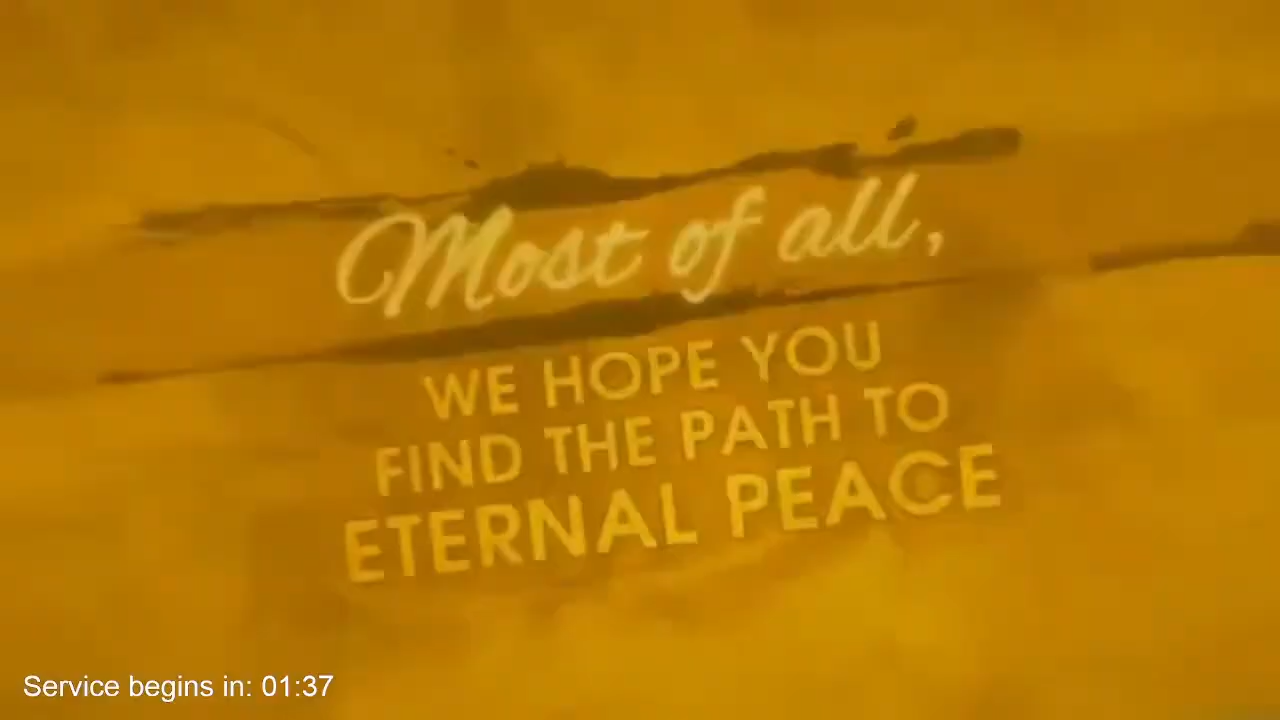 Most of all,
WE HOPE YOU
FIND THE PATH TO
ETERNAL PEACE
Service begins in: 01:37